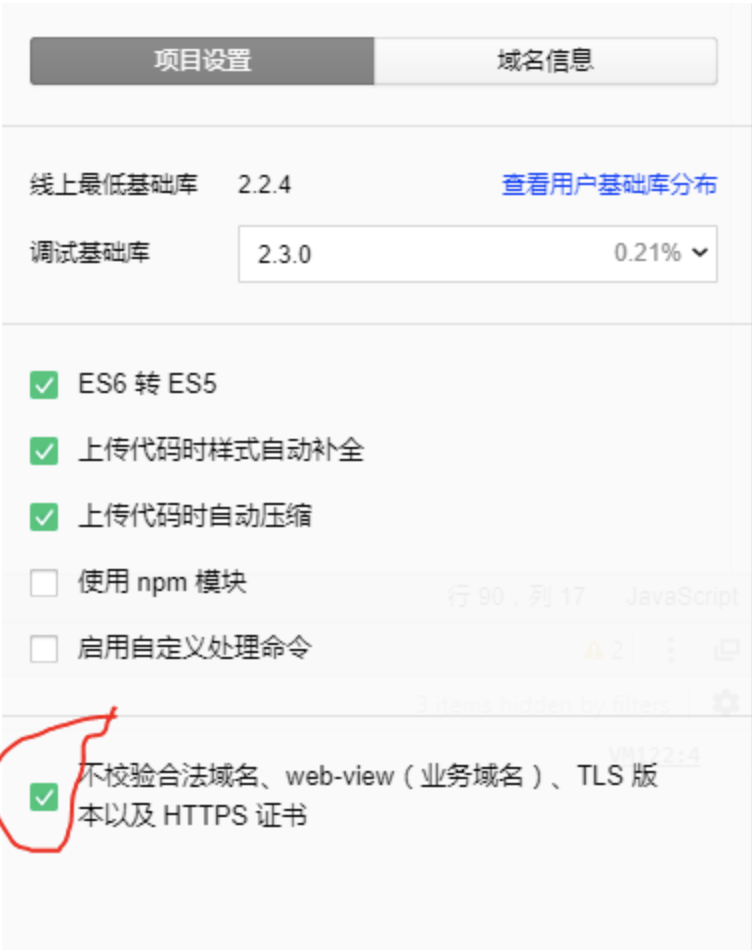 项目设置 域名信息
线上最低基础库 2.2.4 查看用户基础库分布
调试基础库 2.3.0 0.21%
ES6 转 ES5
上传代码时样式自动补全
上传代码时自动压缩
使用 npm 模块
行 90，列 17 JavaScript
启用自定义处理命令
2
3 items hidden by filters
VM122:4
不校验合法域名、web-view（业务域名）、TLS 版
本以及 HTTPS 证书